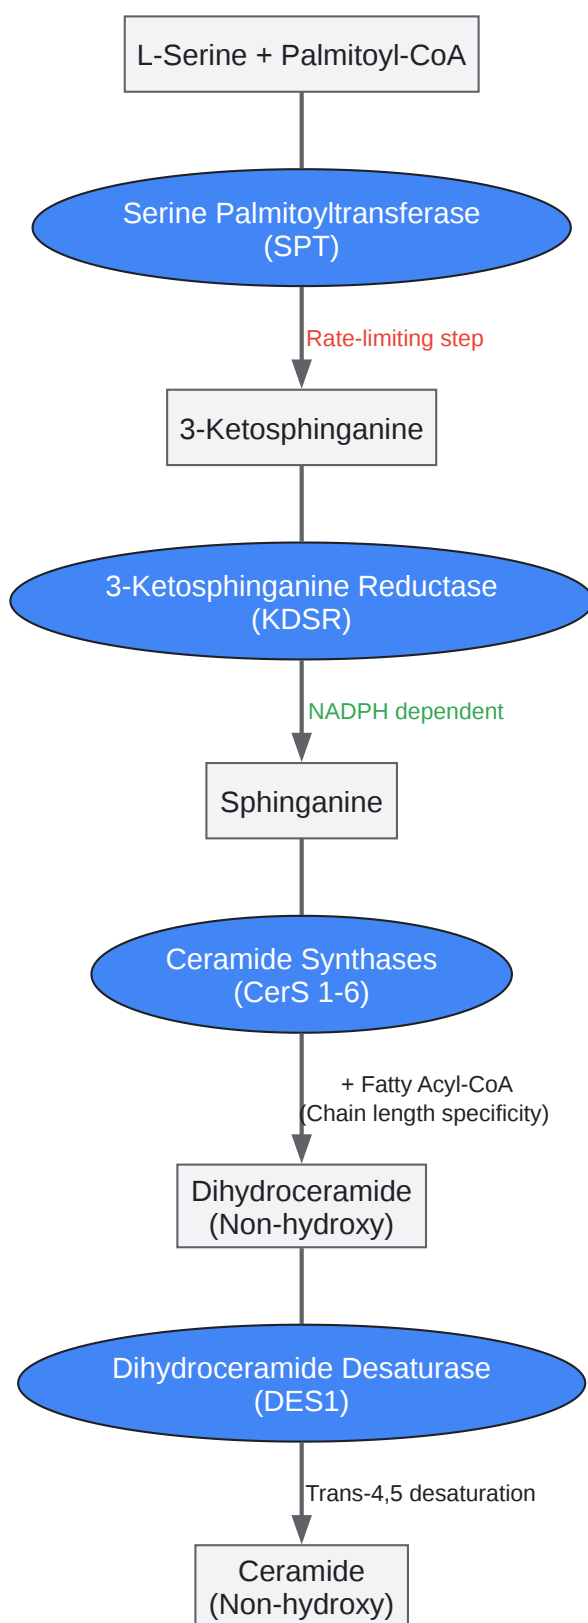 L-Serine + Palmitoyl-CoA
Serine Palmitoyltransferase
(SPT)
Rate-limiting step
3-Ketosphinganine
3-Ketosphinganine Reductase
(KDSR)
NADPH dependent
Sphinganine
Ceramide Synthases
(CerS 1-6)
+ Fatty Acyl-CoA
(Chain length specificity)
Dihydroceramide
(Non-hydroxy)
Dihydroceramide Desaturase
(DES1)
Trans-4,5 desaturation
Ceramide
(Non-hydroxy)